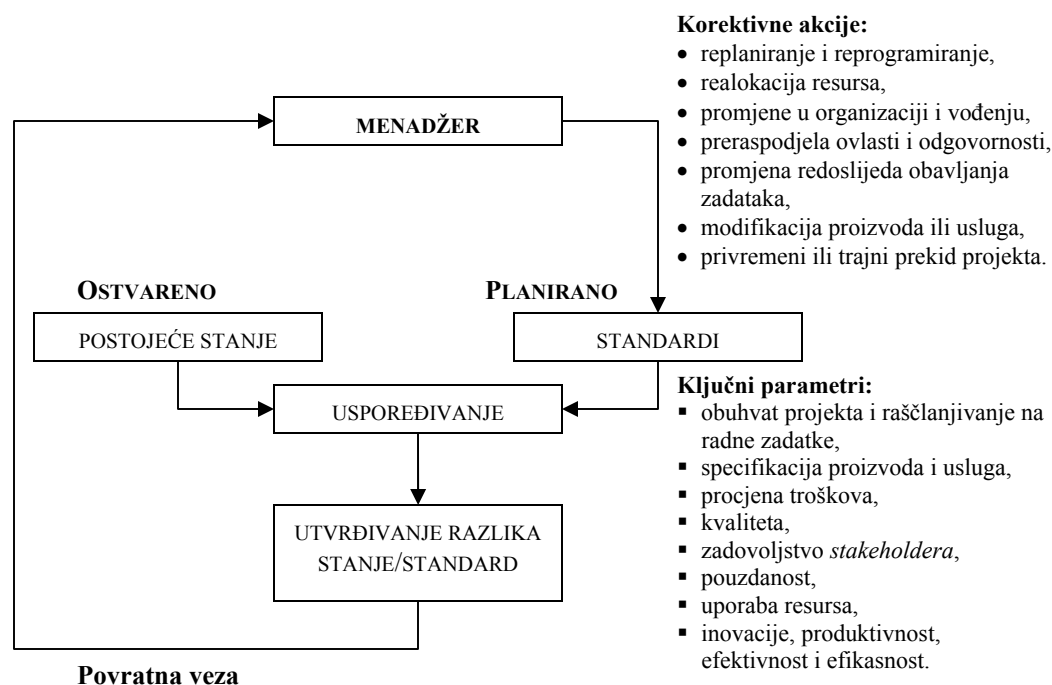 Korektivne akcije:
• replaniranje i reprogramiranje,
• realokacija resursa,
• promjene u organizaciji i vođenju,
• preraspodjela ovlasti i odgovornosti,
• promjena redoslijeda obavljanja
zadataka,
• modifikacija proizvoda ili usluga,
• privremeni ili trajni prekid projekta.
MENADŽER
OSTVARENO
PLANIRANO
POSTOJEĆE STANJE
STANDARDI
USPOREĐIVANJE
UTVRĐIVANJE RAZLIKA
STANJE/STANDARD
Ključni parametri:
▪ obuhvat projekta i raščlanjivanje na
radne zadatke,
▪ specifikacija proizvoda i usluga,
▪ procjena troškova,
▪ kvaliteta,
▪ zadovoljstvo stakeholdera,
▪ pouzdanost,
▪ uporaba resursa,
▪ inovacije, produktivnost,
efektivnost i efikasnost.
Povratna veza